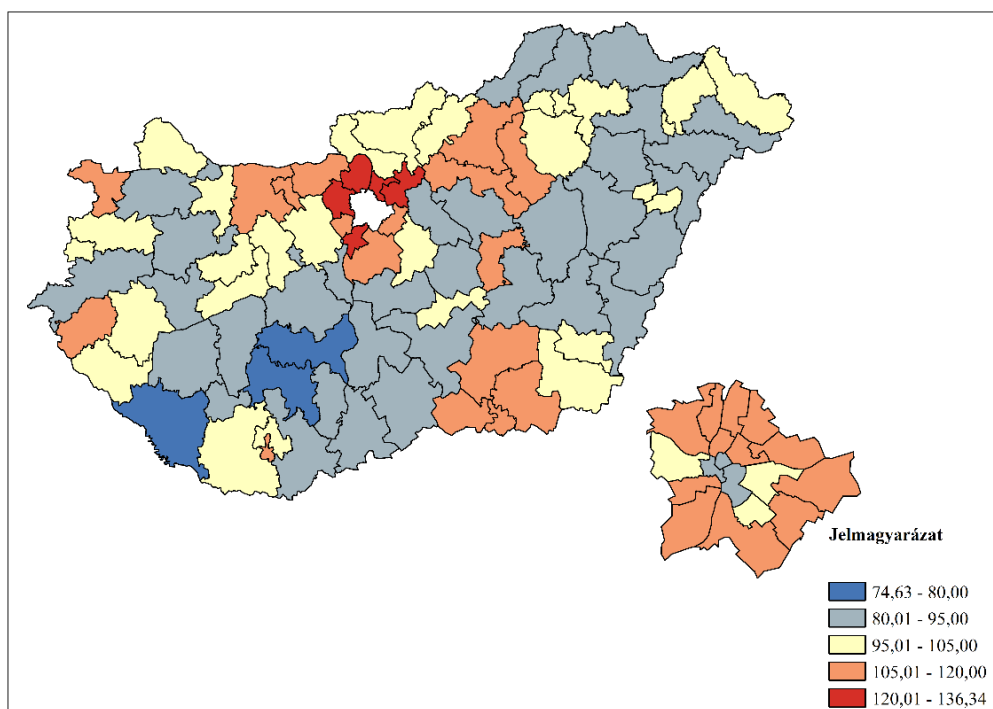 Jelmagyarázat
74,63 - 80,00
80,01 - 95,00
95,01 - 105,00
105,01 - 120,00
120,01 - 136,34